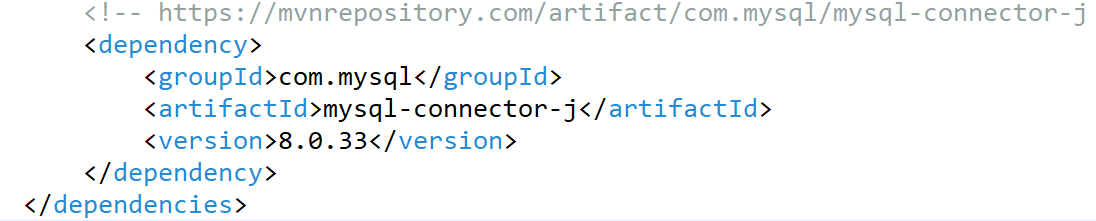 <!-- https://mvnrepository.com/artifact/com.mysql/mysql-connector-j
<dependency>
<groupId>com.mysql</groupId>
<artifactId>mysql-connector-j</artifactId>
<version>8.0.33</version>
</dependency>
</dependencies>